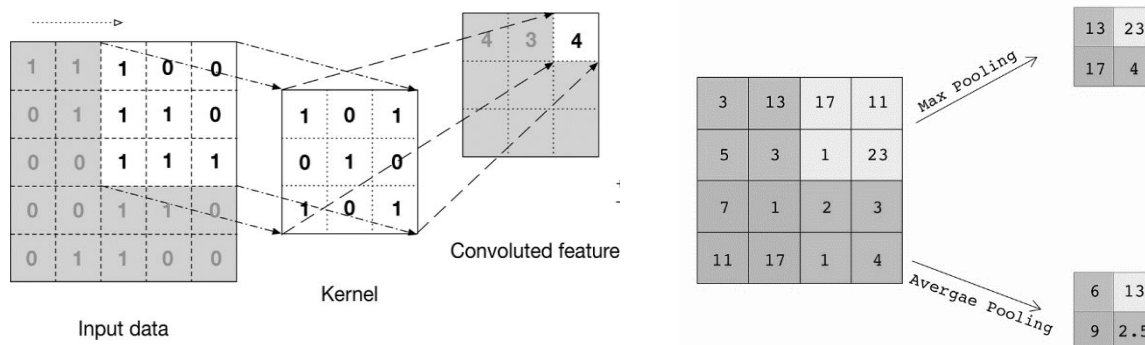 1 1 1 0 0
0 1 1 1 0
0 0 1 1 1
0 0 1 1 0
0 1 1 0 0
Input data
1 0 1
0 1 0
1 0 1
Kernel
4 3 4
Convoluted feature
3 13 17 11
5 3 1 23
7 1 2 3
11 17 1 4
Max Pooling
13 23
17 4
Avergae Pooling
6 13
9 2.5